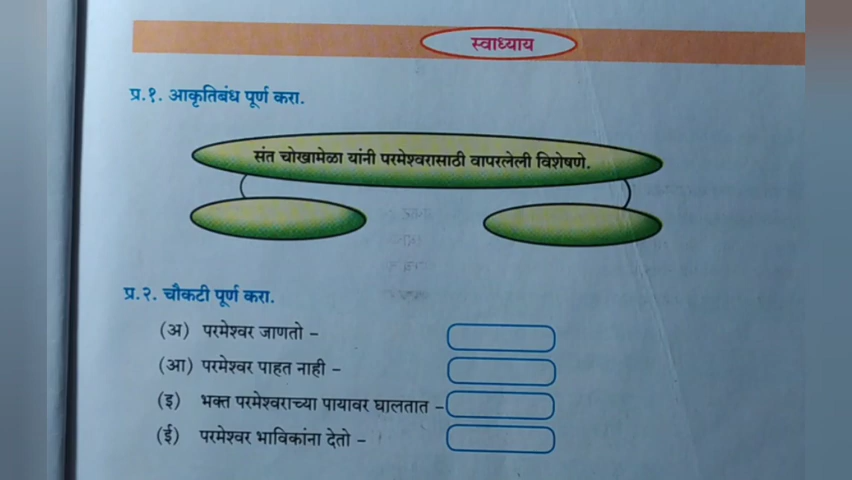 स्वाध्याय
प्र.१. आकृतिबंध पूर्ण करा.
संत चोखामेळा यांनी परमेश्वरासाठी वापरलेली विशेषणे.
प्र.२. चौकटी पूर्ण करा.
(अ) परमेश्वर जाणतो -
(आ) परमेश्वर पाहत नाही -
(इ) भक्त परमेश्वराच्या पायावर घालतात -
(ई) परमेश्वर भाविकांना देतो -